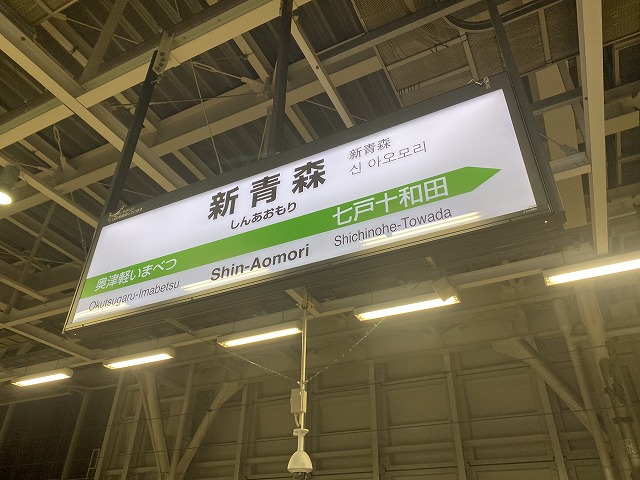 新青森
しんあおもり
新青森
신 아오모리
奥津軽いまべつ
七戸十和田
Okutsugaru-Imabetsu
Shin-Aomori
Shichinohe-Towada